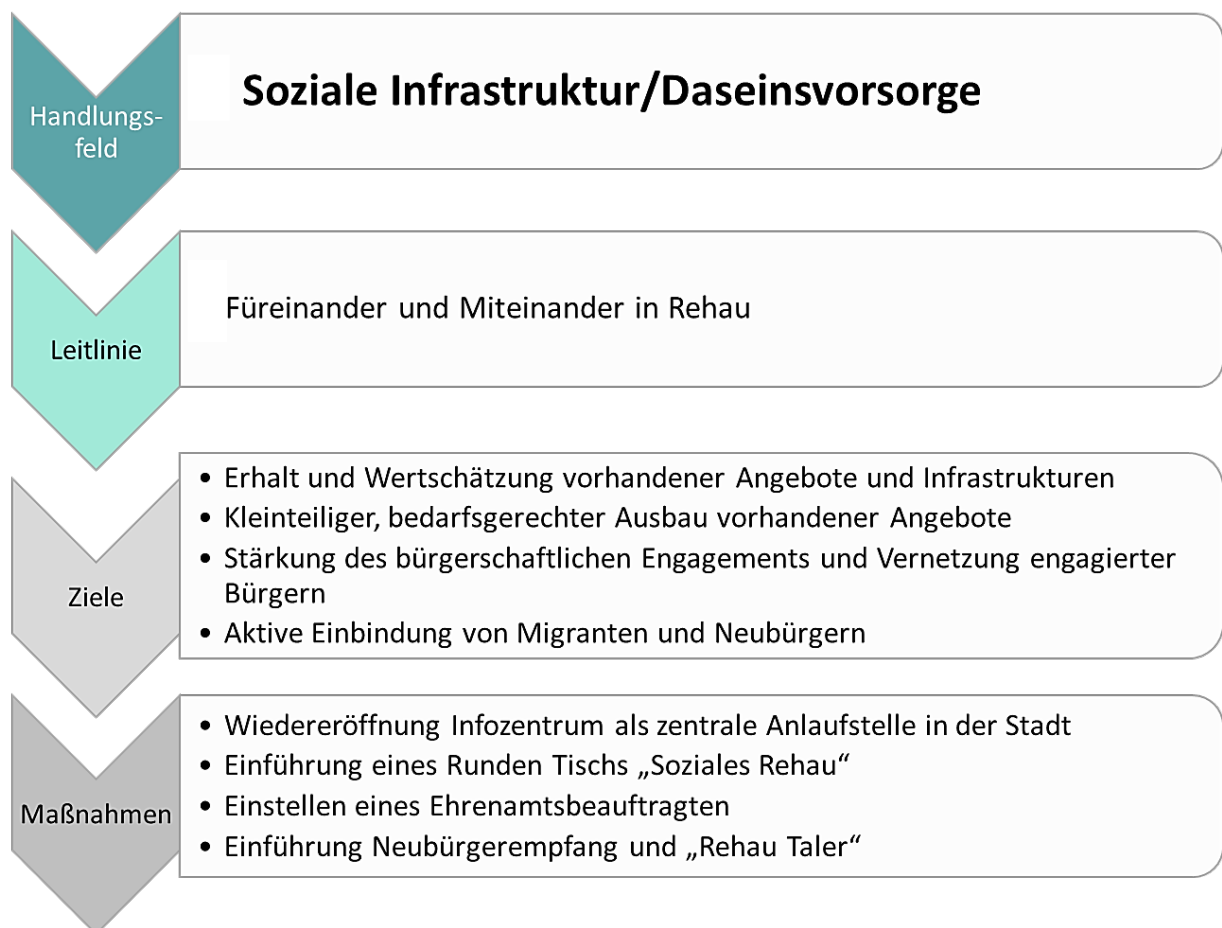 Handlungs-
feld
Soziale Infrastruktur/Daseinsvorsorge
Leitlinie
Füreinander und Miteinander in Rehau
Ziele
• Erhalt und Wertschätzung vorhandener Angebote und Infrastrukturen
• Kleinteiliger, bedarfsgerechter Ausbau vorhandener Angebote
• Stärkung des bürgerschaftlichen Engagements und Vernetzung engagierter
Bürgern
• Aktive Einbindung von Migranten und Neubürgern
Maßnahmen
• Wiedereröffnung Infozentrum als zentrale Anlaufstelle in der Stadt
• Einführung eines Runden Tischs „Soziales Rehau“
• Einstellen eines Ehrenamtsbeauftragten
• Einführung Neubürgerempfang und „Rehau Taler“